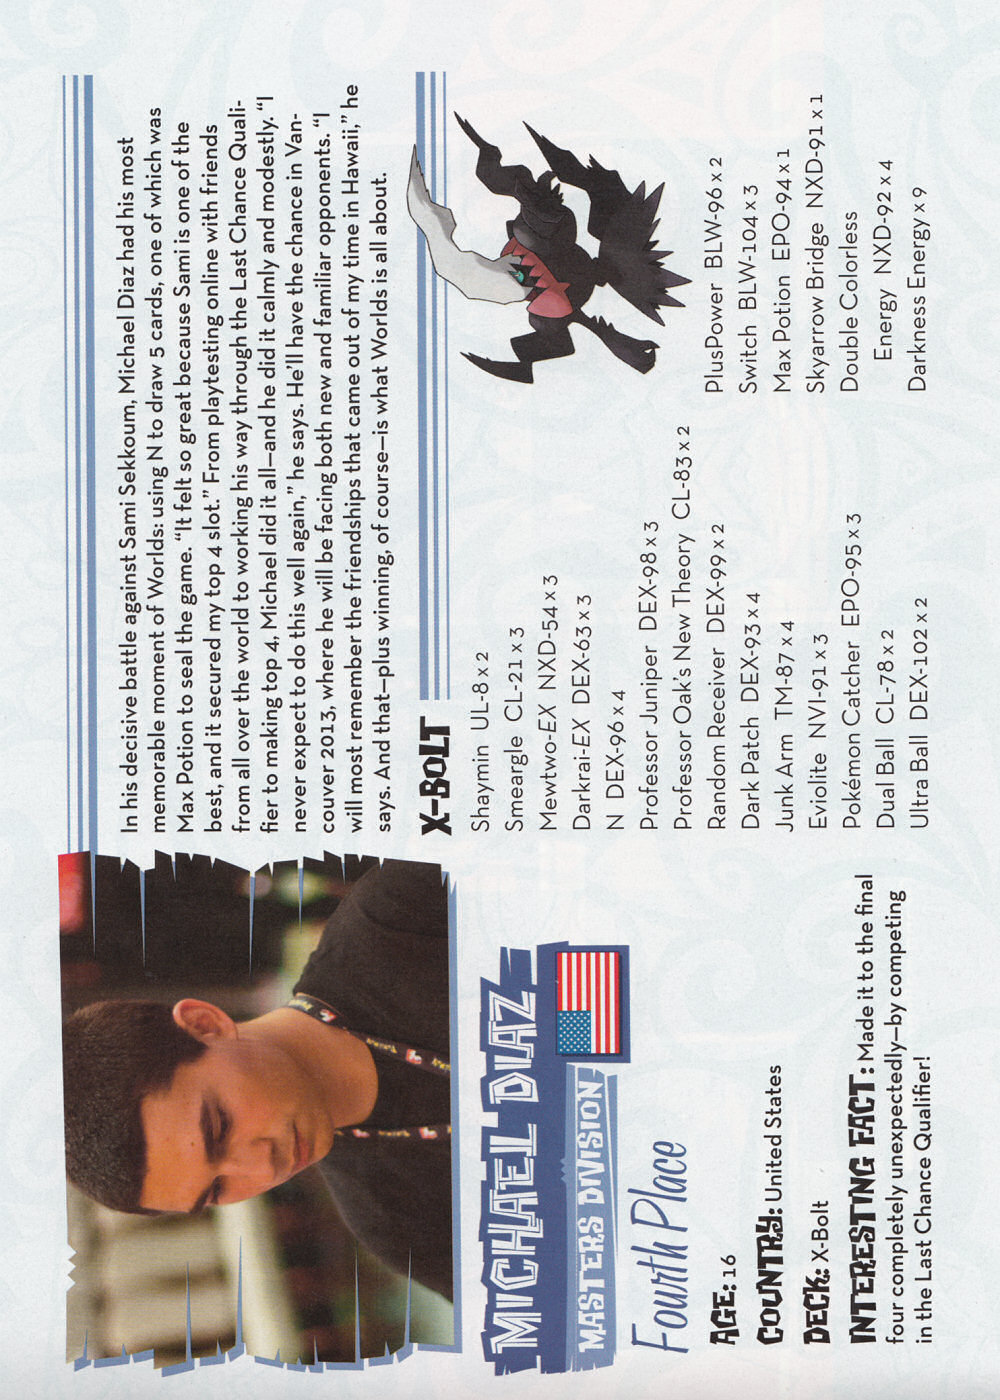 In his decisive battle against Sami Sekkoum, Michael Diaz had his most
memorable moment of Worlds: using N to draw 5 cards, one of which was
Max Potion to seal the game. “It felt so great because Sami is one of the
best, and it secured my top 4 slot.” From playtesting online with friends
from all over the world to working his way through the Last Chance Quali-
fier to making top 4, Michael did it all—and he did it calmly and modestly. “I
never expect to do this well again,” he says. He’ll have the chance in Van-
couver 2013, where he will be facing both new and familiar opponents. “I
will most remember the friendships that came out of my time in Hawaii,” he
says. And that—plus winning, of course—is what Worlds is all about.
MICHAEL DIAZ
MASTERS DIVISION
Fourth Place
AGE: 16
COUNTRY: United States
DECK: X-Bolt
INTERESTING FACT: Made it to the final
four completely unexpectedly—by competing
in the Last Chance Qualifier!
X-BOLT
Shaymin UL-8 x 2
Smeargle CL-21 x 3
Mewtwo-EX NXD-54 x 3
Darkrai-EX DEX-63 x 3
N DEX-96 x 4
Professor Juniper DEX-98 x 3
Professor Oak’s New Theory CL-83 x 2
Random Receiver DEX-99 x 2
Dark Patch DEX-93 x 4
Junk Arm TM-87 x 4
Eviolite NVI-91 x 3
Pokémon Catcher EPO-95 x 3
Dual Ball CL-78 x 2
Ultra Ball DEX-102 x 2
PlusPower BLW-96 x 2
Switch BLW-104 x 3
Max Potion EPO-94 x 1
Skyarrow Bridge NXD-91 x 1
Double Colorless
Energy NXD-92 x 4
Darkness Energy x 9